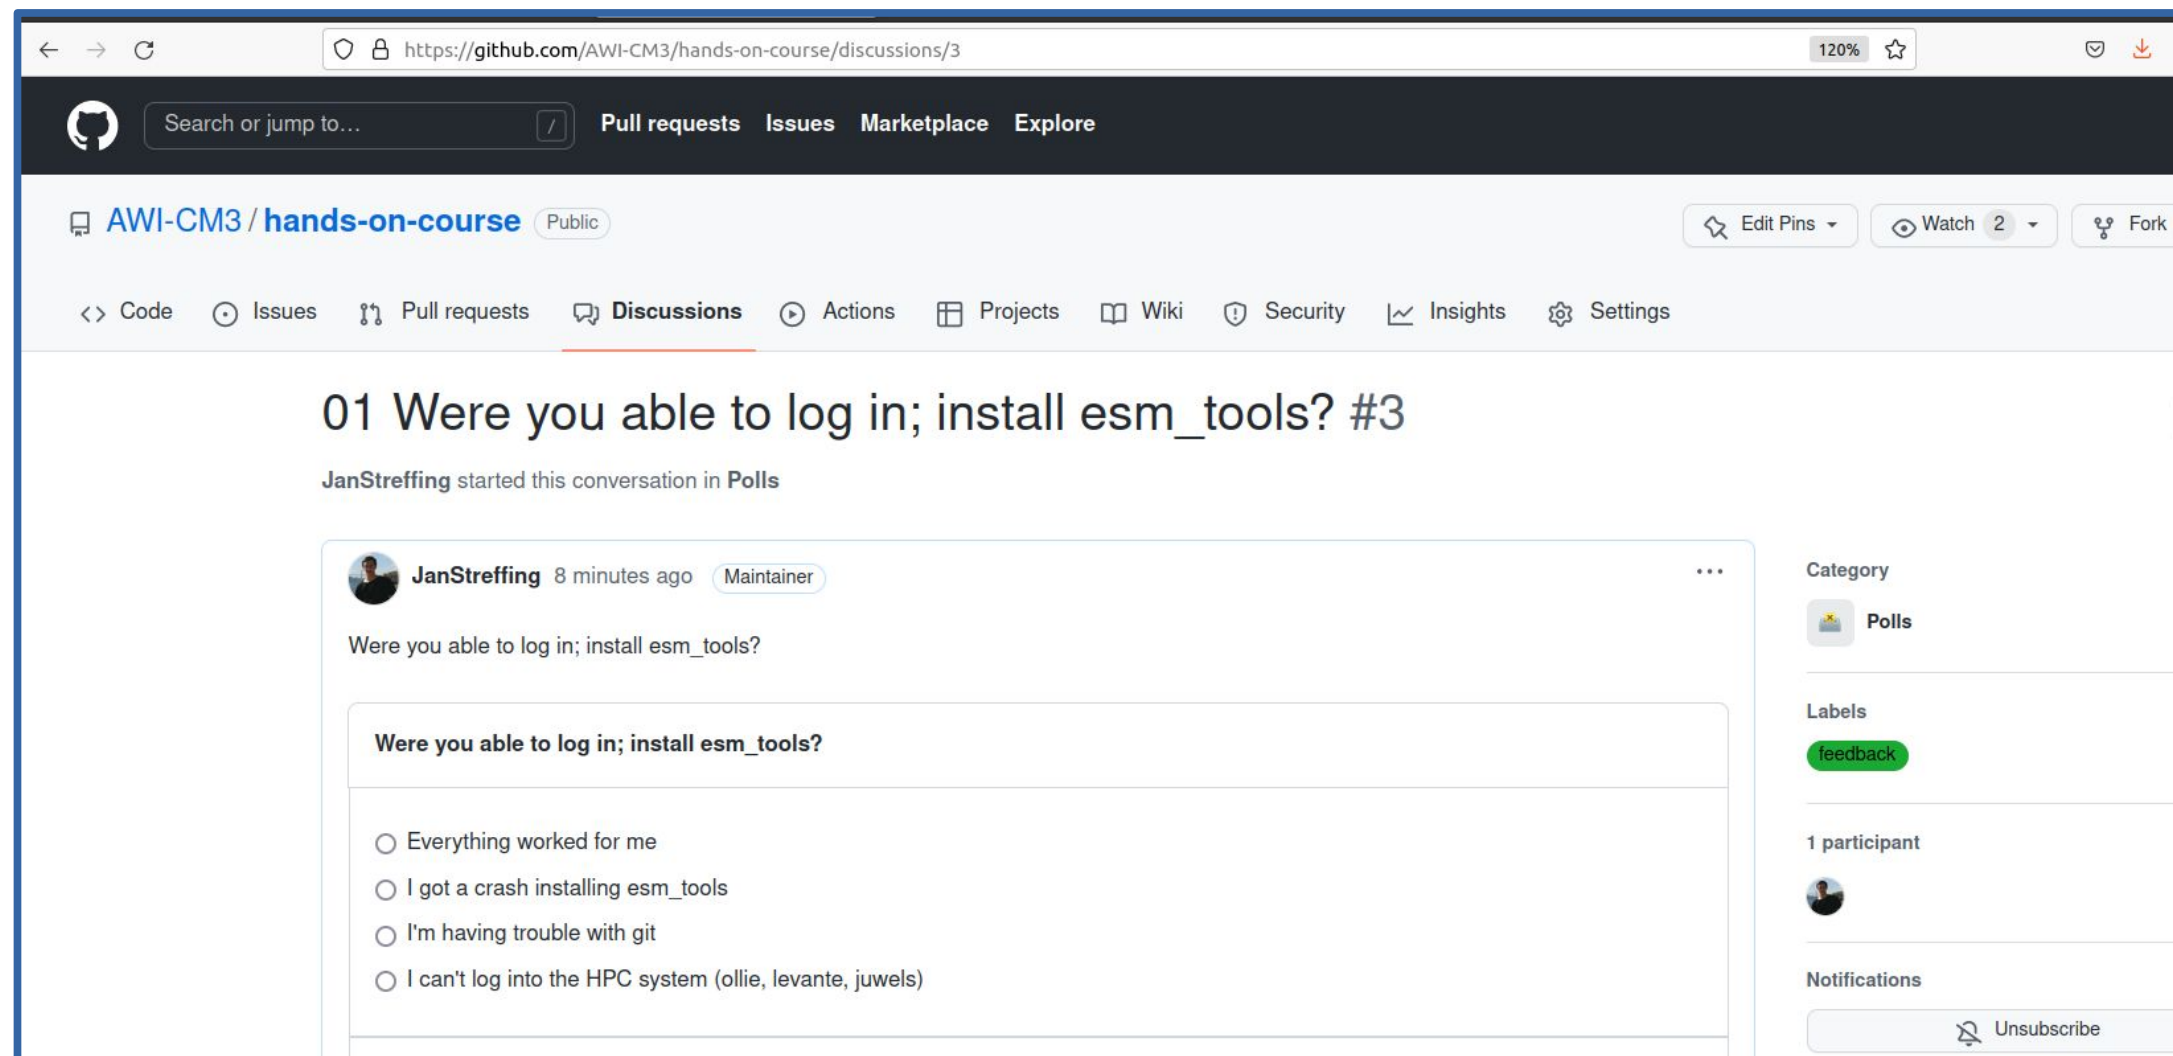 https://github.com/AWI-CM3/hands-on-course/discussions/3 120%
Search or jump to… / Pull requests Issues Marketplace Explore
AWI-CM3 / hands-on-course Public Edit Pins Watch 2 Fork
Code Issues Pull requests Discussions Actions Projects Wiki Security Insights Settings
01 Were you able to log in; install esm_tools? #3
JanStreffing started this conversation in Polls
JanStreffing 8 minutes ago Maintainer ...
Were you able to log in; install esm_tools?
Were you able to log in; install esm_tools?
Everything worked for me
I got a crash installing esm_tools
I'm having trouble with git
I can't log into the HPC system (ollie, levante, juwels)
Category
Polls
Labels
feedback
1 participant
Notifications
Unsubscribe